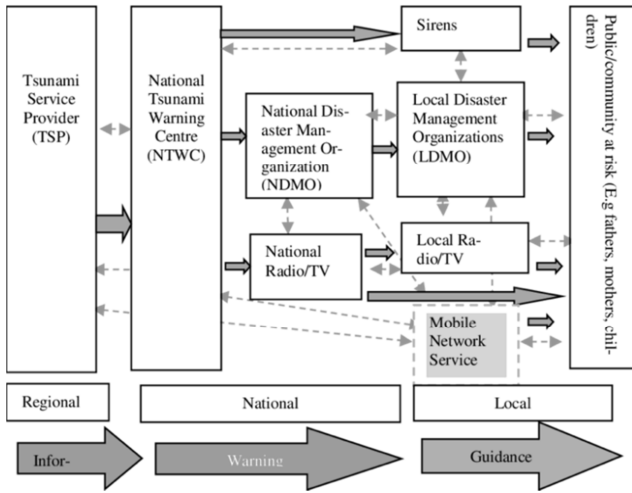 Tsunami
Service
Provider
(TSP)
National
Tsunami
Warning
Centre
(NTWC)
National Dis-
aster Man-
agement Or-
ganization
(NDMO)
National
Radio/TV
Sirens
Local Disaster
Management
Organizations
(LDMO)
Local Ra-
dio/TV
Mobile
Network
Service
Public/community at risk (E.g fathers, mothers, chil-
dren)
Regional
National
Local
Infor-
Warning
Guidance